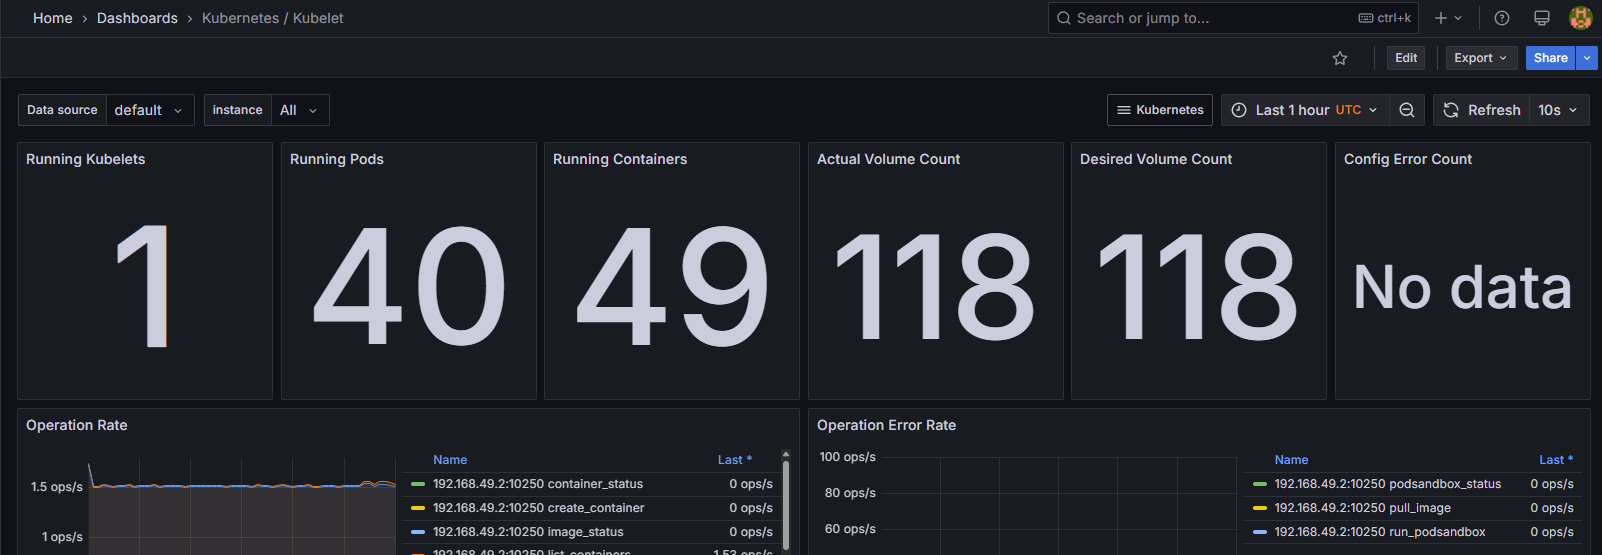 Home › Dashboards › Kubernetes / Kubelet
Search or jump to... ctrl+k
Edit Export Share
Data source default instance All
Kubernetes Last 1 hour UTC Refresh 10s
Running Kubelets
1
Running Pods
40
Running Containers
49
Actual Volume Count
118
Desired Volume Count
118
Config Error Count
No data
Operation Rate
1.5 ops/s
1 ops/s
Name Last *
192.168.49.2:10250 container_status 0 ops/s
192.168.49.2:10250 create_container 0 ops/s
192.168.49.2:10250 image_status 0 ops/s
192.168.49.2:10250 list_containers 1.53 ops/s
Operation Error Rate
100 ops/s
80 ops/s
60 ops/s
Name Last *
192.168.49.2:10250 podsandbox_status 0 ops/s
192.168.49.2:10250 pull_image 0 ops/s
192.168.49.2:10250 run_podsandbox 0 ops/s